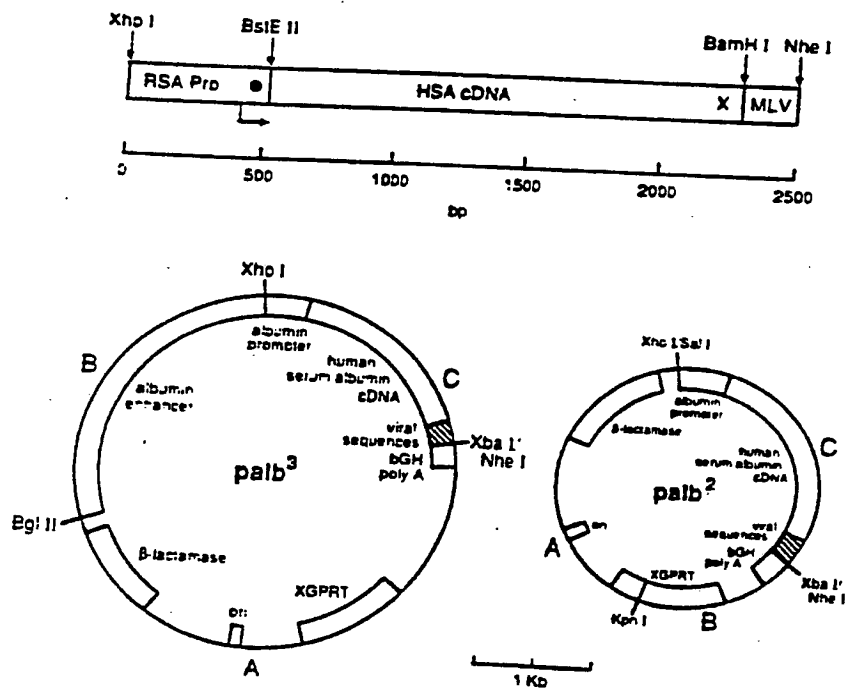 Xho I
BstE II
BamH I
Nhe I
RSA Pro
HSA cDNA
X
MLV
0
500
1000
1500
2000
2500
bp
Xho I
albumin
promoter
B
human
serum albumin
cDNA
C
albumin
enhancer
viral
sequences
bGH
poly A
Xba I'
Nhe I
palb3
Bgl II
β-lactamase
ori
XGPRT
A
Xho I'Sal I
albumin
promoter
β-lactamase
C
human
serum albumin
cDNA
palb2
A
ori
viral
sequences
bGH
poly A
XGPRT
Xba I'
Nhe I
Kpn I
B
1 Kb